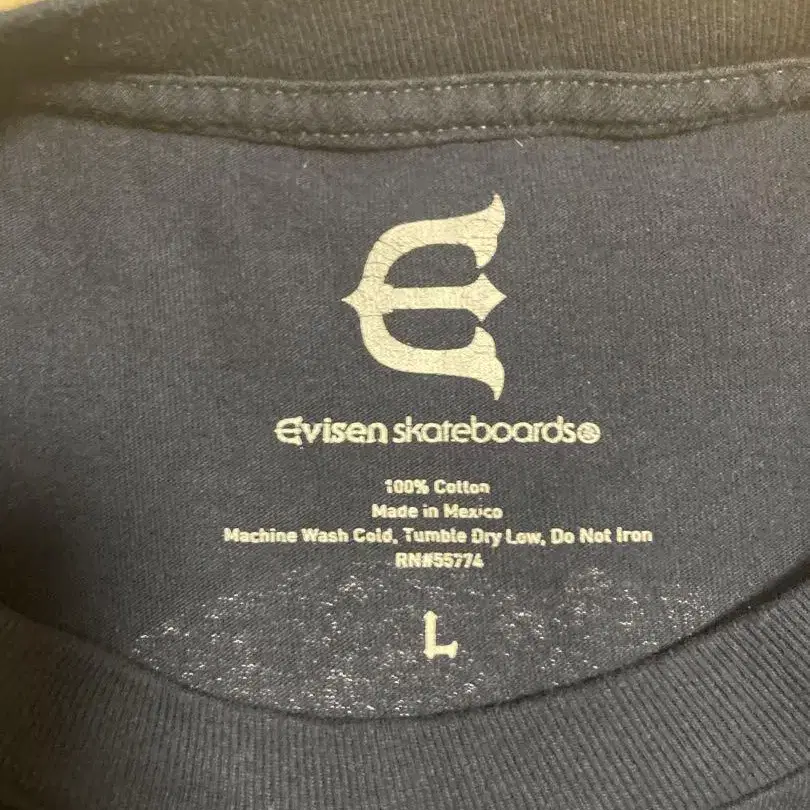 E
Evisen skateboards
100% Cotton
Made in Mexico
Machine Wash Cold, Tumble Dry Low, Do Not Iron
RN#55774
L